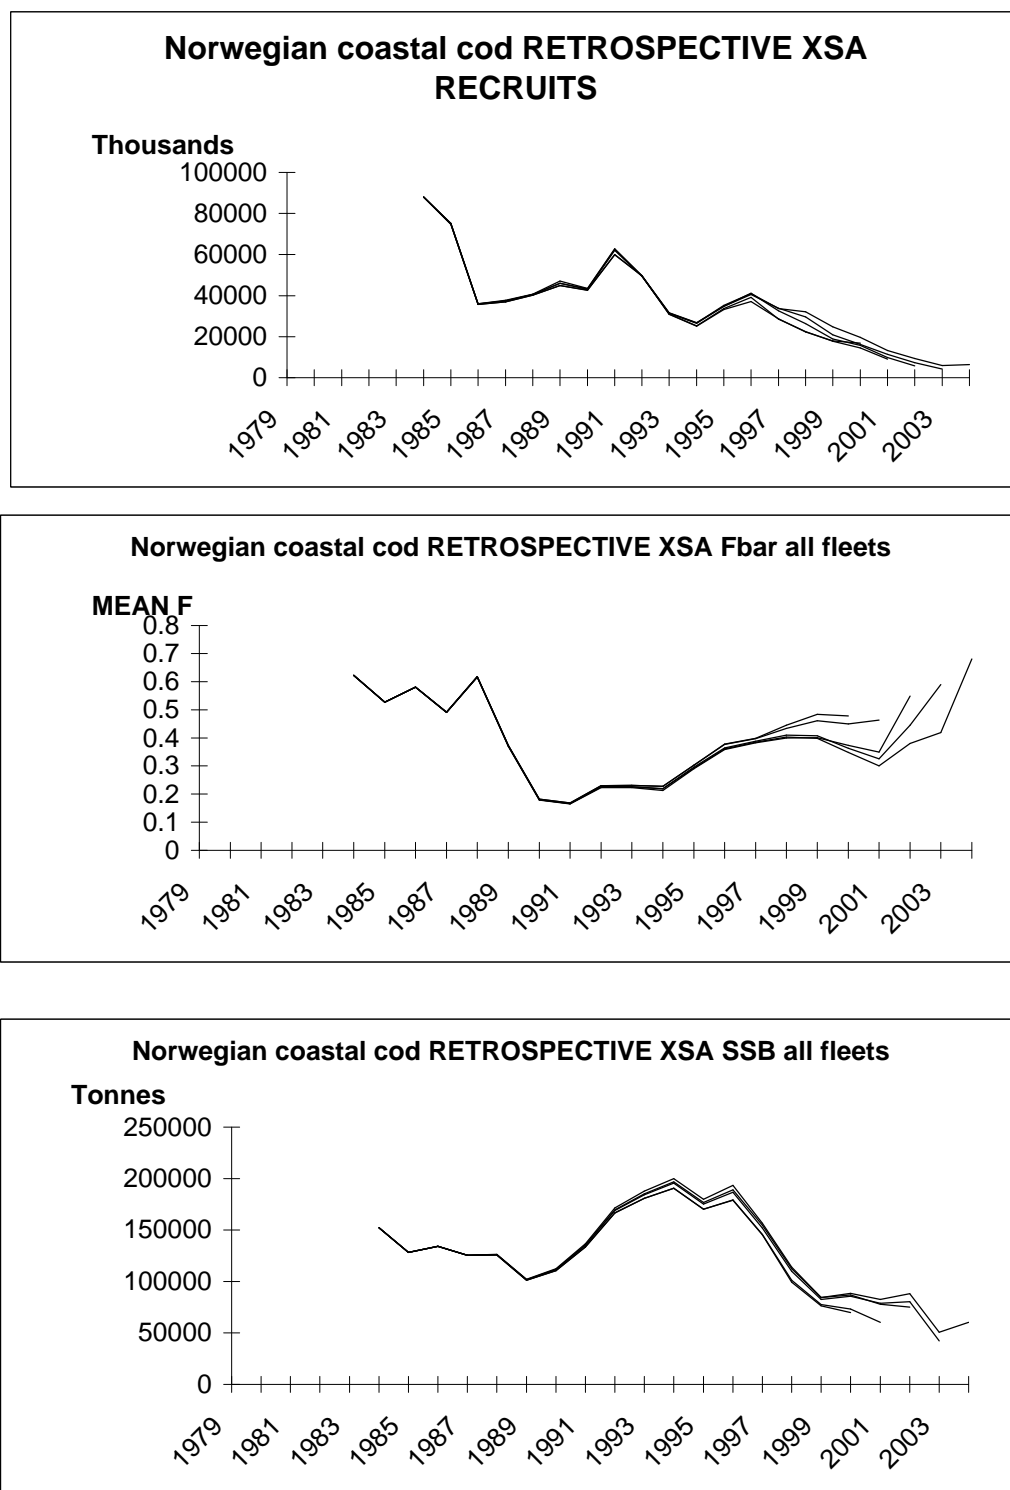 Norwegian coastal cod RETROSPECTIVE XSA
RECRUITS
Thousands
100000
80000
60000
40000
20000
0
1979 1981 1983 1985 1987 1989 1991 1993 1995 1997 1999 2001 2003
Norwegian coastal cod RETROSPECTIVE XSA Fbar all fleets
MEAN F
0.8
0.7
0.6
0.5
0.4
0.3
0.2
0.1
0
1979 1981 1983 1985 1987 1989 1991 1993 1995 1997 1999 2001 2003
Norwegian coastal cod RETROSPECTIVE XSA SSB all fleets
Tonnes
250000
200000
150000
100000
50000
0
1979 1981 1983 1985 1987 1989 1991 1993 1995 1997 1999 2001 2003